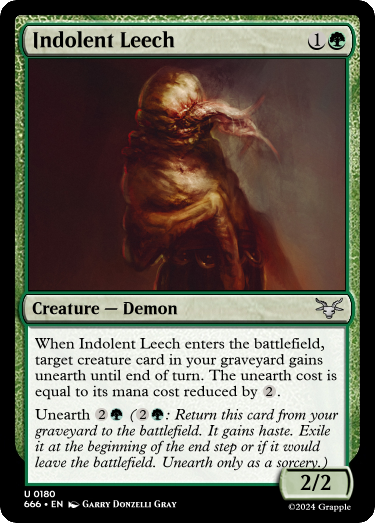 Indolent Leech 1
Creature — Demon
When Indolent Leech enters the battlefield,
target creature card in your graveyard gains
unearth until end of turn. The unearth cost is
equal to its mana cost reduced by 2.
Unearth 2 (2: Return this card from your
graveyard to the battlefield. It gains haste. Exile
it at the beginning of the end step or if it would
leave the battlefield. Unearth only as a sorcery.)
2/2
U 0180
666 • EN Garry Donzelli Gray
©2024 Grapple